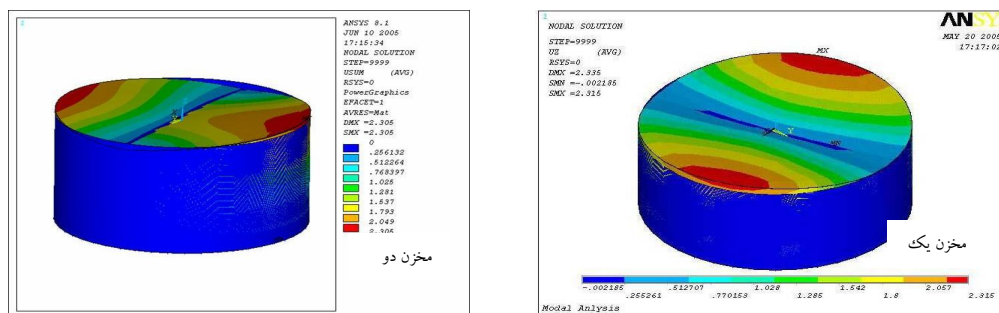 1
ANSYS 8.1
JUN 10 2005
17:15:34
NODAL SOLUTION
STEP=9999
USUM (AVG)
RSYS=0
PowerGraphics
EFACET=1
AVRES=Mat
DMX =2.305
SMX =2.305
0
.256132
.512264
.768397
1.025
1.281
1.537
1.793
2.049
2.305
مخزن دو
1
NODAL SOLUTION
STEP=9999
UZ (AVG)
RSYS=0
DMX =2.335
SMN =-.002185
SMX =2.315
ANSYS
MAY 20 2005
17:17:02
MX
Y
MN
مخزن یک
-.002185 .512707 1.028 1.542 2.057
.255261 .770153 1.285 1.8 2.315
Modal Anlysis